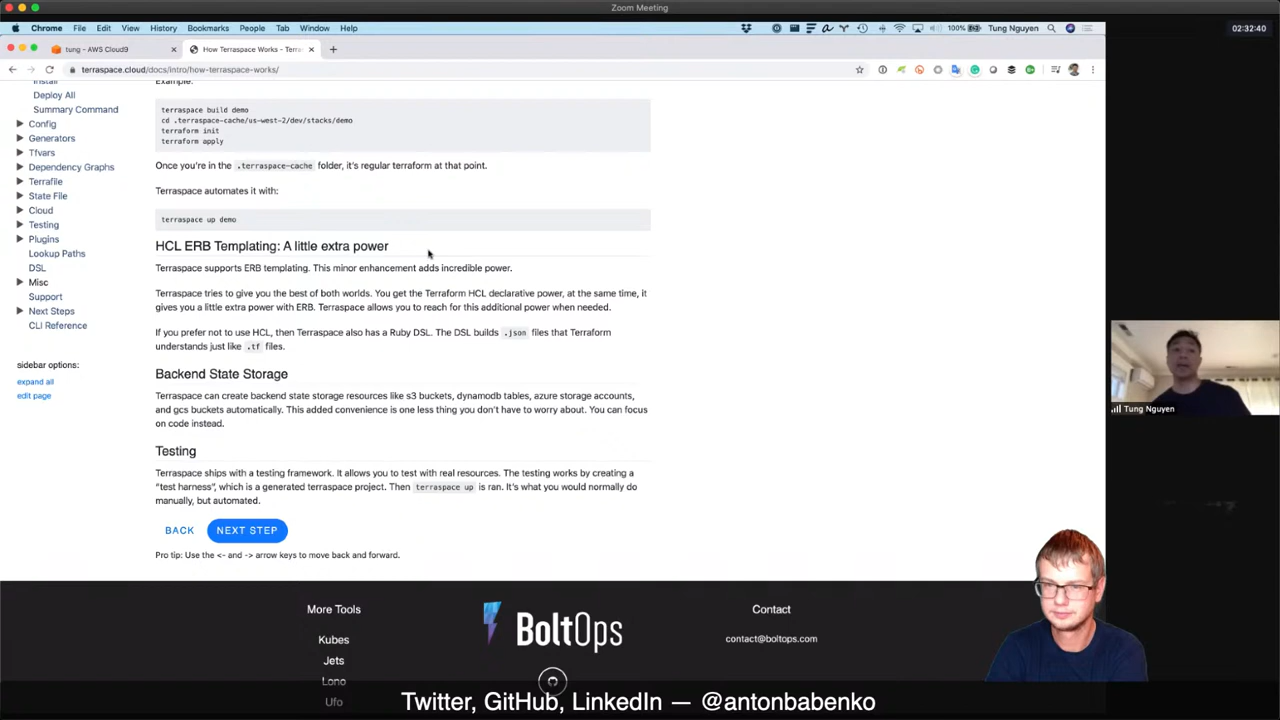 Zoom Meeting
Chrome File Edit View History Bookmarks People Tab Window Help
100% Tung Nguyen
02:32:40
tung - AWS Cloud9
How Terraspace Works - Terra
terraspace.cloud/docs/intro/how-terraspace-works/
Install
Deploy All
Summary Command
Config
Generators
Tfvars
Dependency Graphs
Terrafile
State File
Cloud
Testing
Plugins
Lookup Paths
DSL
Misc
Support
Next Steps
CLI Reference
sidebar options:
expand all
edit page
Example:
terraspace build demo
cd .terraspace-cache/us-west-2/dev/stacks/demo
terraform init
terraform apply
Once you're in the .terraspace-cache folder, it's regular terraform at that point.
Terraspace automates it with:
terraspace up demo
HCL ERB Templating: A little extra power
Terraspace supports ERB templating. This minor enhancement adds incredible power.
Terraspace tries to give you the best of both worlds. You get the Terraform HCL declarative power, at the same time, it
gives you a little extra power with ERB. Terraspace allows you to reach for this additional power when needed.
If you prefer not to use HCL, then Terraspace also has a Ruby DSL. The DSL builds .json files that Terraform
understands just like .tf files.
Backend State Storage
Terraspace can create backend state storage resources like s3 buckets, dynamodb tables, azure storage accounts,
and gcs buckets automatically. This added convenience is one less thing you don't have to worry about. You can focus
on code instead.
Testing
Terraspace ships with a testing framework. It allows you to test with real resources. The testing works by creating a
“test harness”, which is a generated terraspace project. Then terraspace up is ran. It's what you would normally do
manually, but automated.
BACK
NEXT STEP
Pro tip: Use the <- and -> arrow keys to move back and forward.
More Tools
Kubes
Jets
Lono
Ufo
BoltOps
Contact
contact@boltops.com
Tung Nguyen
Twitter, GitHub, LinkedIn — @antonbabenko